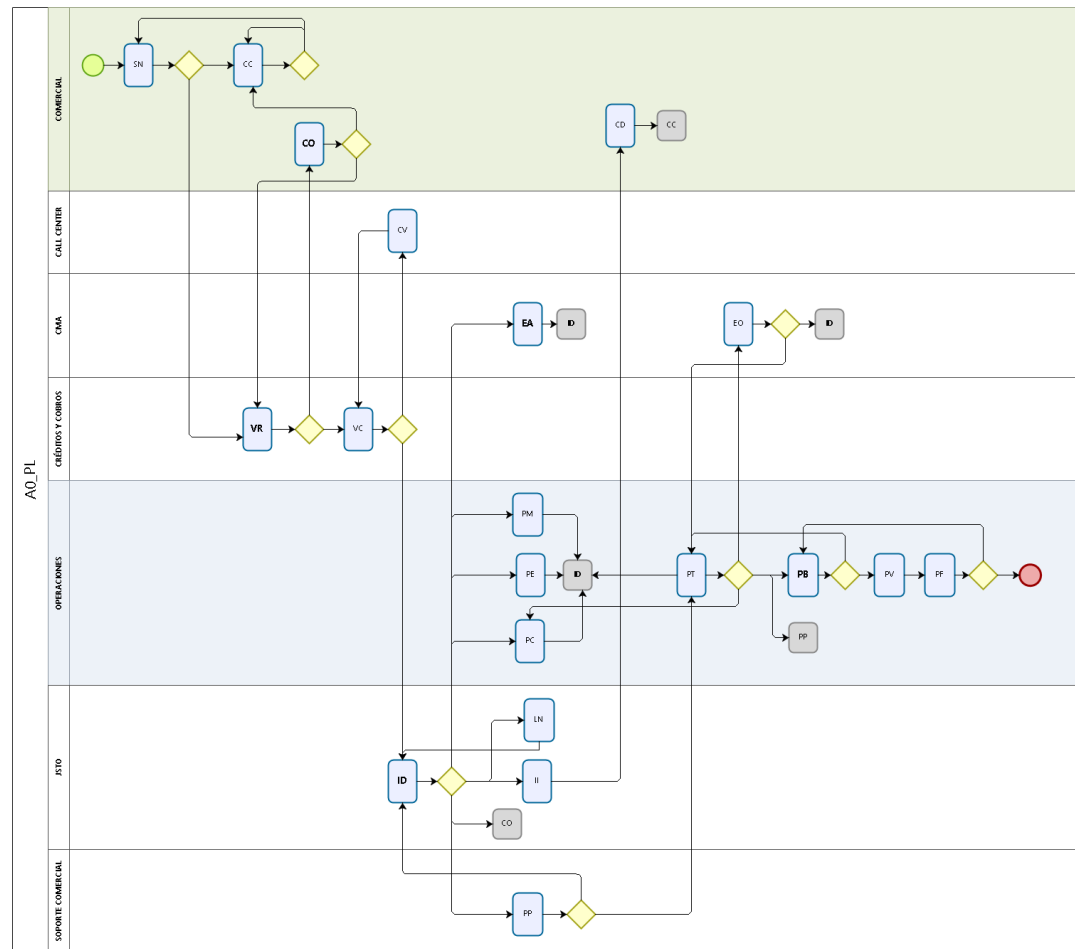 A0_PL
COMERCIAL
SN
CC
CO
CD
CC
CALL CENTER
CV
CMA
EA
ID
EO
ID
CRÉDITOS Y COBROS
VR
VC
OPERACIONES
PM
PE
ID
PC
PT
PB
PV
PF
PP
JSTO
LN
ID
II
CO
SOPORTE COMERCIAL
PP